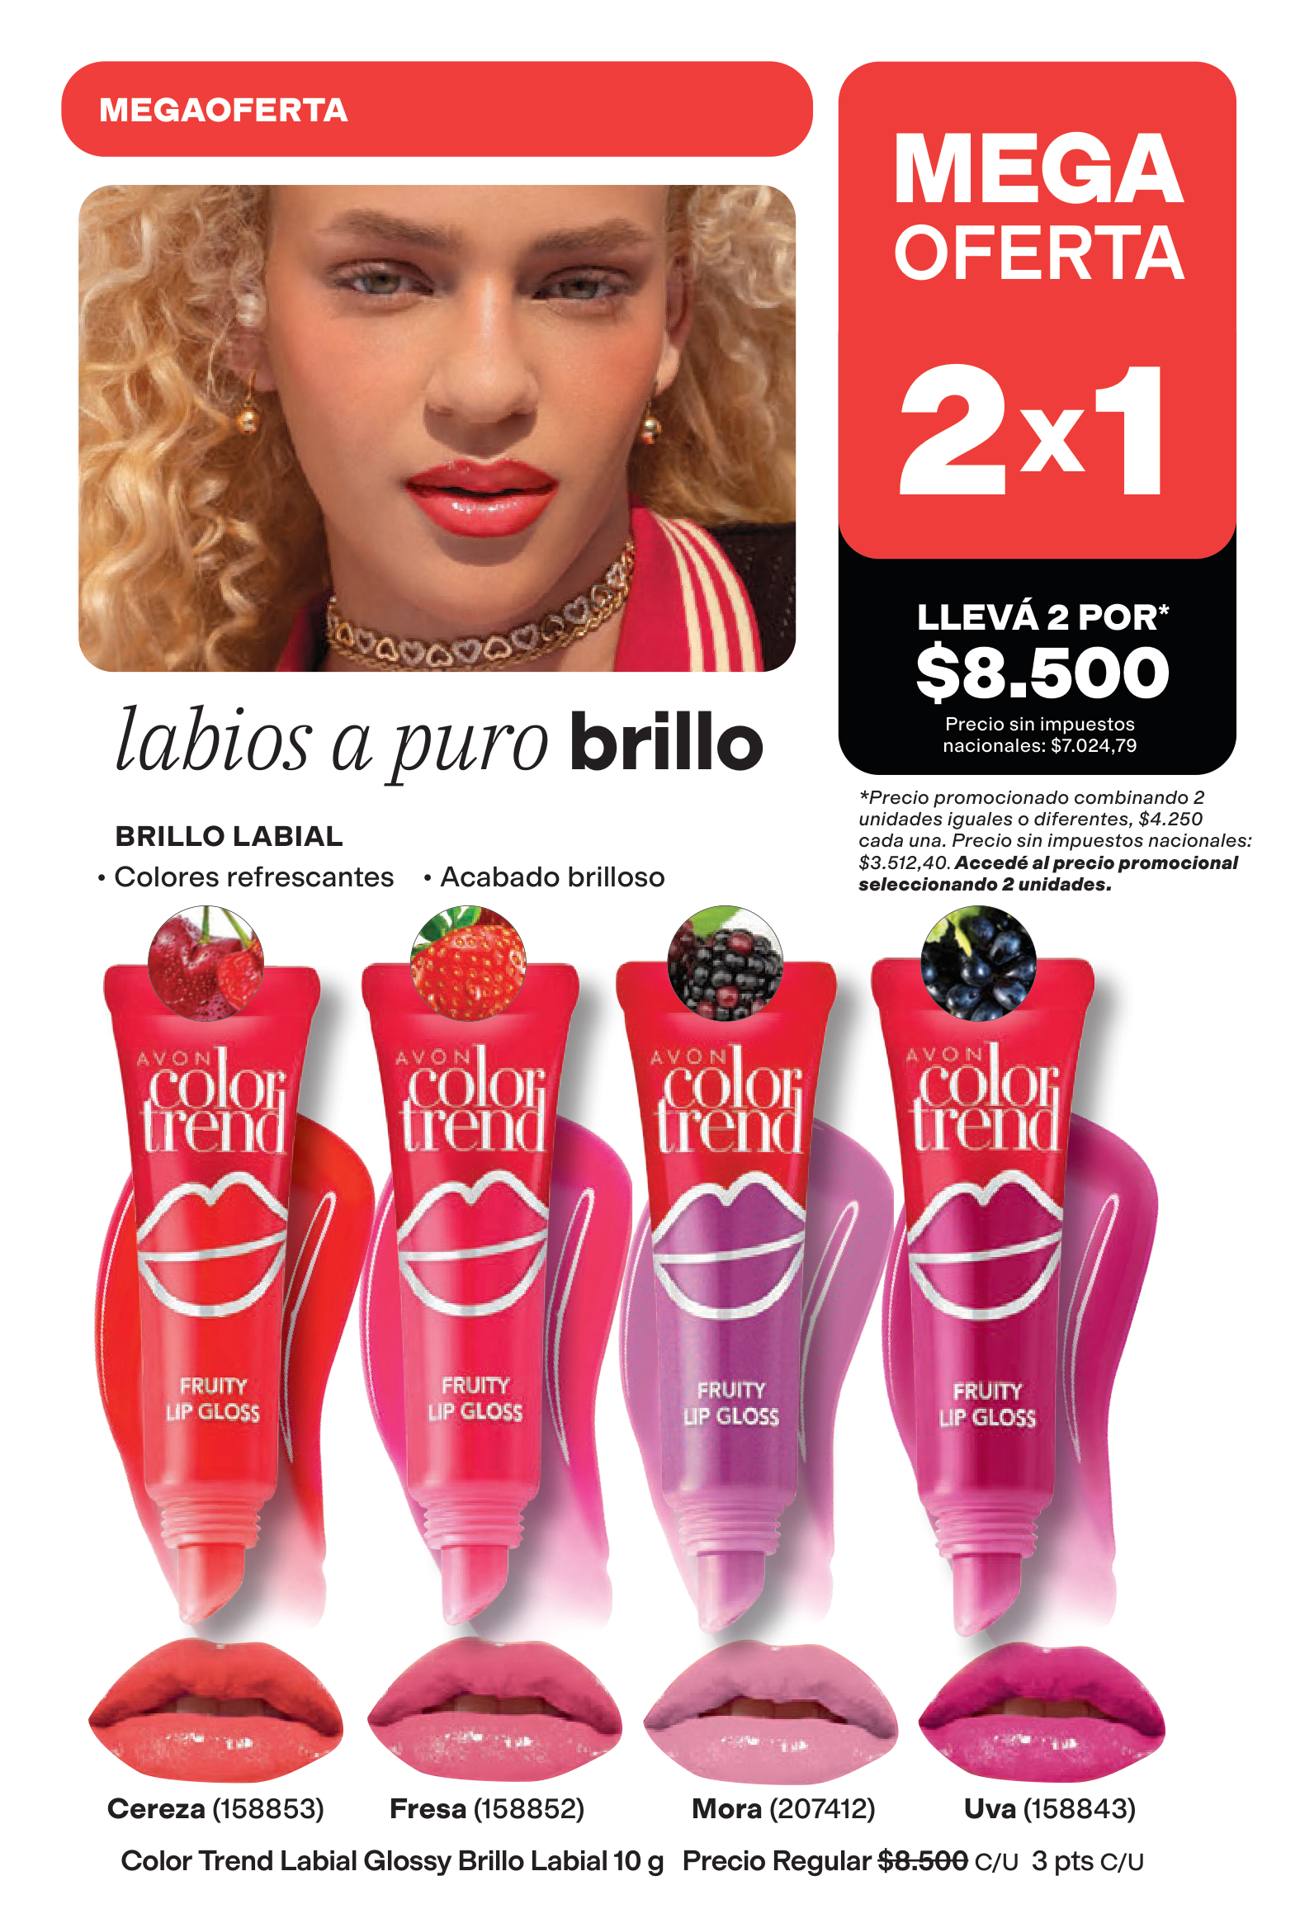 MEGAOFERTA
MEGA
OFERTA
2x1
LLEVÁ 2 POR*
$8.500
Precio sin impuestos
nacionales: $7.024,79
*Precio promocionado combinando 2
unidades iguales o diferentes, $4.250
cada una. Precio sin impuestos nacionales:
$3.512,40. Accedé al precio promocional
seleccionando 2 unidades.
labios a puro brillo
BRILLO LABIAL
• Colores refrescantes • Acabado brilloso
AVON
color
trend
FRUITY
LIP GLOSS
AVON
color
trend
FRUITY
LIP GLOSS
AVON
color
trend
FRUITY
LIP GLOSS
AVON
color
trend
FRUITY
LIP GLOSS
Cereza (158853)
Fresa (158852)
Mora (207412)
Uva (158843)
Color Trend Labial Glossy Brillo Labial 10 g Precio Regular $8.500 C/U 3 pts C/U